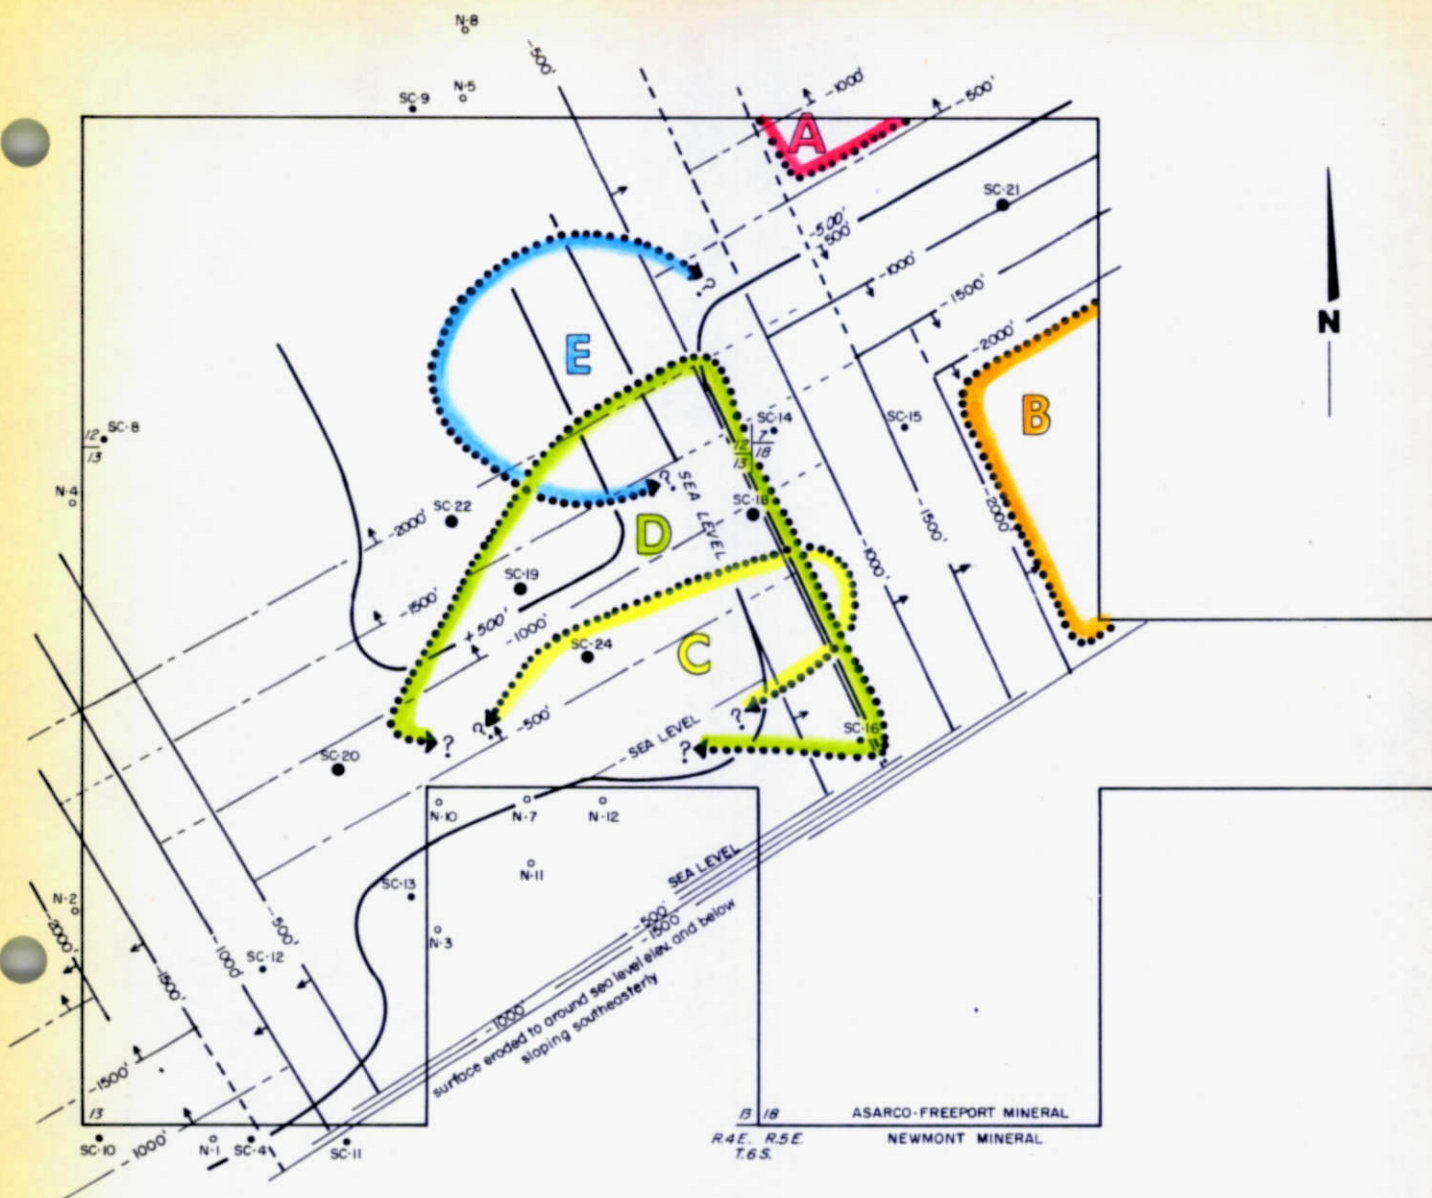 N-8
-500'
N-5
SC-9
-1000'
-500'
A
SC-21
-500'
-500'
-1000'
-1500'
?
-2000'
E
B
SC-14
SC-15
12 7
13 18
SC-8
12
13
N-4
?
SEA LEVEL
SC-22
-2000'
SC-18
-1500'
-2000'
D
-1000'
SC-19
-1500'
+500'
-1000'
SC-24
C
N
?
-500'
?
SEA LEVEL
SC-16
?
?
SC-20
N-10
N-7
N-12
N-11
SC-13
SEA LEVEL
N-2
-2000'
-500'
-500'
-1500'
N-3
-1000'
SC-12
-1500'
-1000'
surface eroded to around sea level elev. and below
sloping southeasterly
-1500'
13
13 18
ASARCO-FREEPORT MINERAL
SC-10
-1000'
N-1
SC-4
SC-11
R.4E. R.5E.
T.6S.
NEWMONT MINERAL